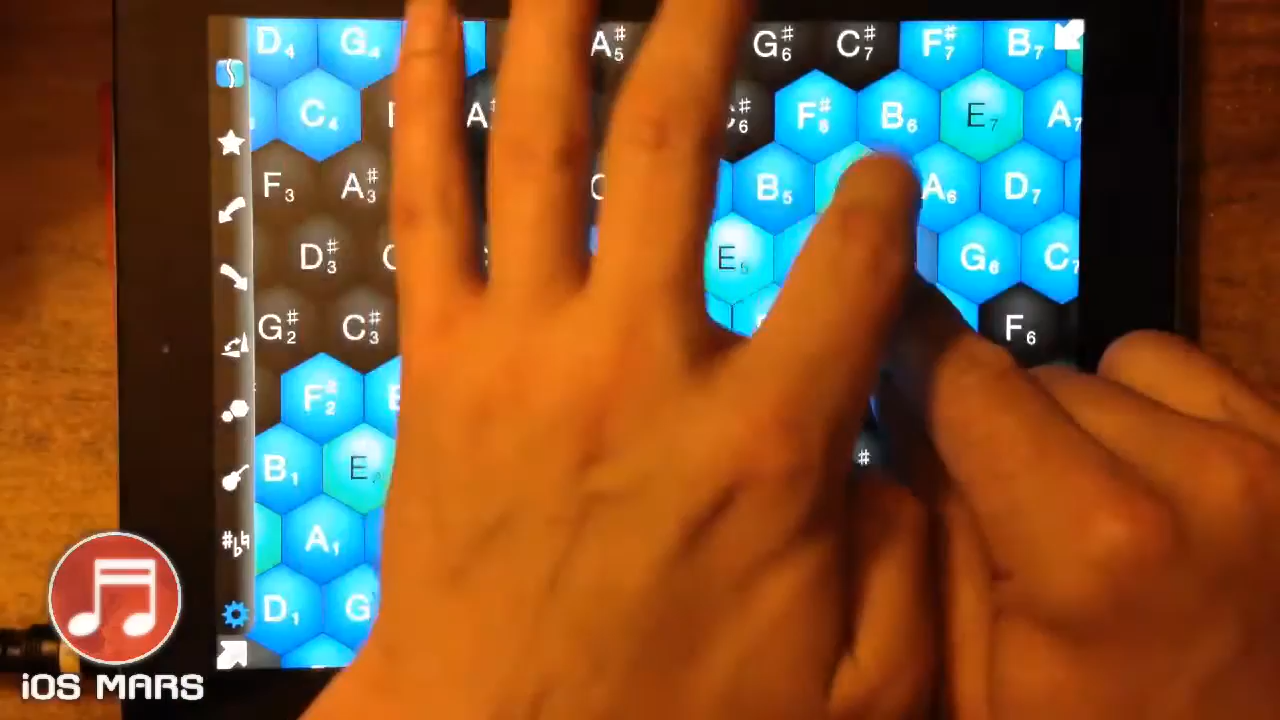 D4 G4 A#5 G#6 C#7 F#7 B7
C4 F#6 B6 E7 A7
F3 A#3 B5 A6 D7
D#3 E5 G6 C7
G#2 C#3 F6
F#2
B1 E
#
A1
#♭♮
D1 G
iOS MARS